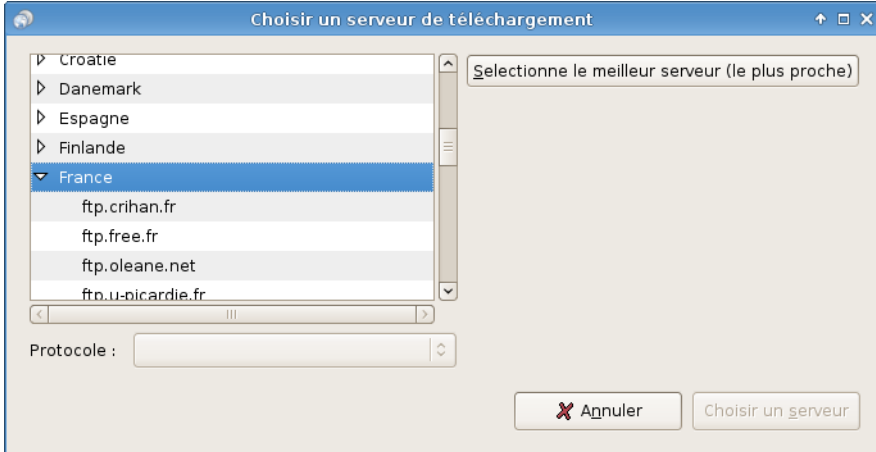 Choisir un serveur de téléchargement
Croatie
Selectionne le meilleur serveur (le plus proche)
Danemark
Espagne
Finlande
France
ftp.crihan.fr
ftp.free.fr
ftp.oleane.net
ftp.u-picardie.fr
Protocole :
Annuler
Choisir un serveur